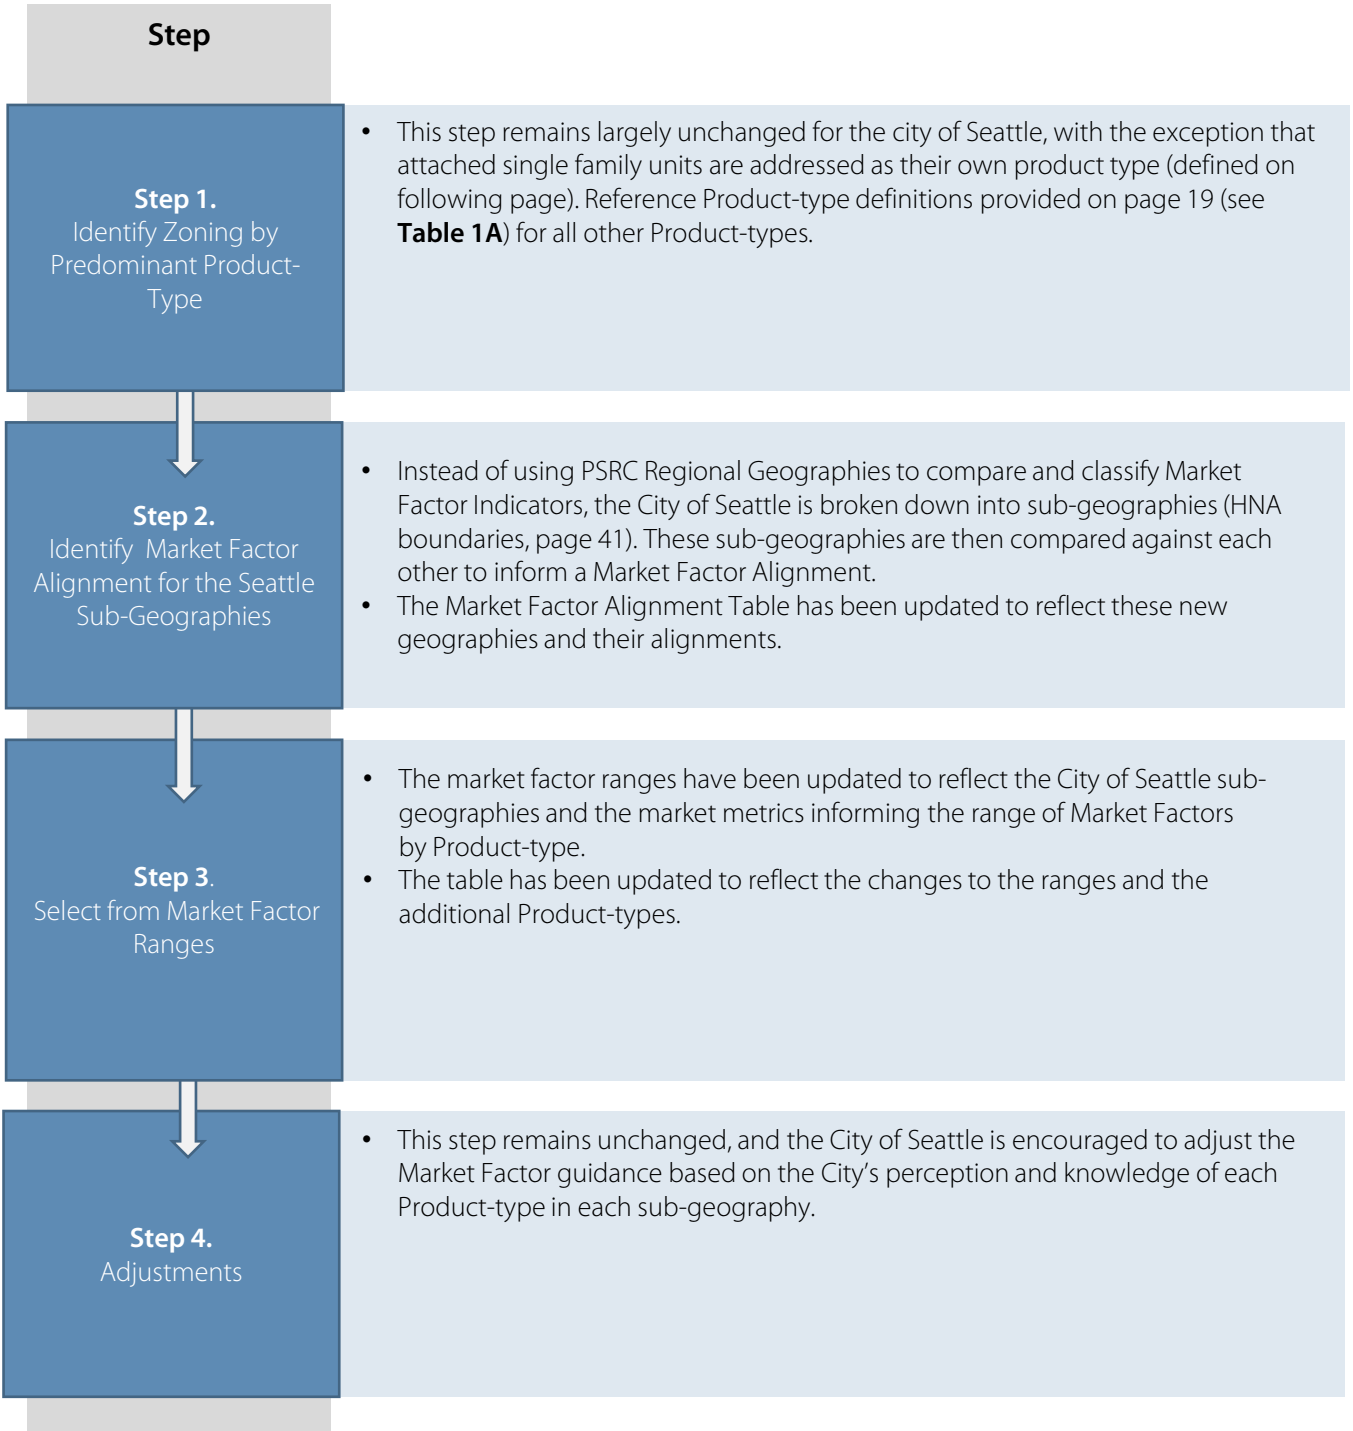 Step
Step 1.
Identify Zoning by
Predominant Product-
Type
• This step remains largely unchanged for the city of Seattle, with the exception that
attached single family units are addressed as their own product type (defined on
following page). Reference Product-type definitions provided on page 19 (see
Table 1A) for all other Product-types.
Step 2.
Identify Market Factor
Alignment for the Seattle
Sub-Geographies
• Instead of using PSRC Regional Geographies to compare and classify Market
Factor Indicators, the City of Seattle is broken down into sub-geographies (HNA
boundaries, page 41). These sub-geographies are then compared against each
other to inform a Market Factor Alignment.
• The Market Factor Alignment Table has been updated to reflect these new
geographies and their alignments.
Step 3.
Select from Market Factor
Ranges
• The market factor ranges have been updated to reflect the City of Seattle sub-
geographies and the market metrics informing the range of Market Factors
by Product-type.
• The table has been updated to reflect the changes to the ranges and the
additional Product-types.
Step 4.
Adjustments
• This step remains unchanged, and the City of Seattle is encouraged to adjust the
Market Factor guidance based on the City’s perception and knowledge of each
Product-type in each sub-geography.